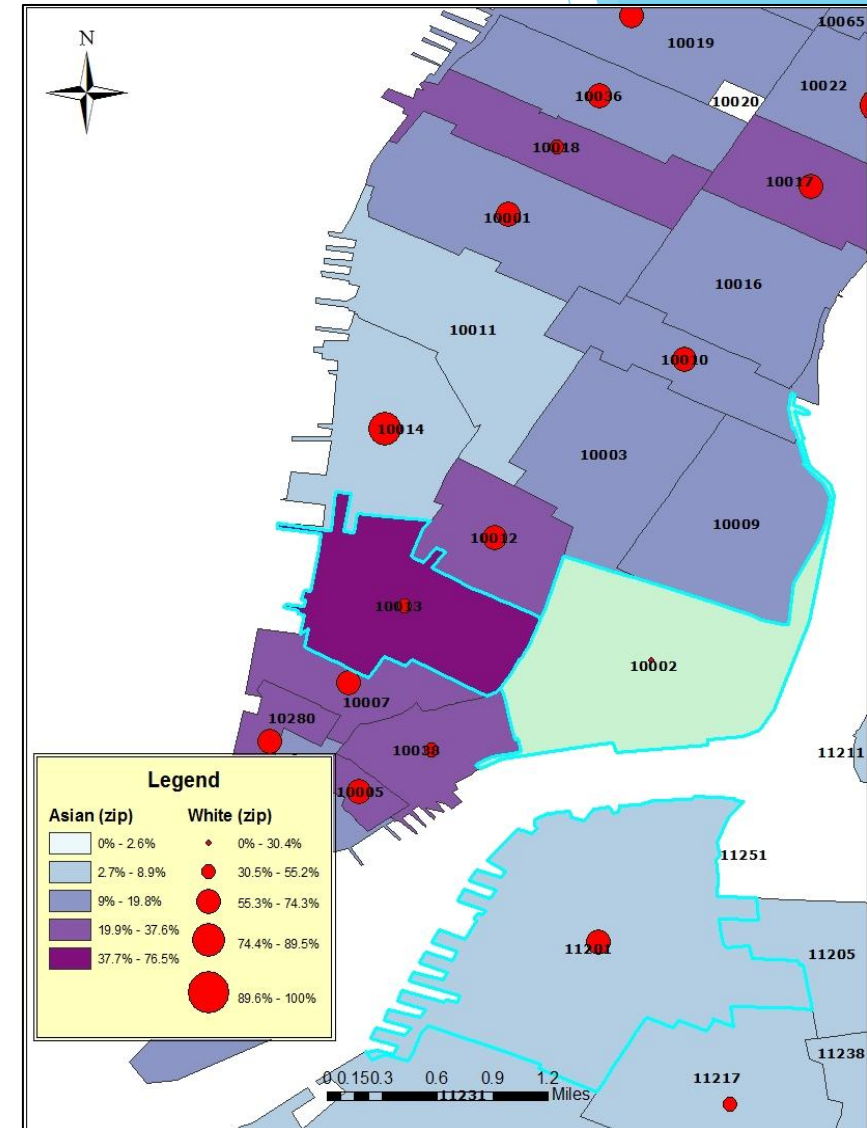 10065
N
10019
10022
10036
10020
10018
10017
10001
10016
10011
10010
10014
10003
10009
10012
10013
10002
10007
10280
10038
10005
11211
Legend
Asian (zip) White (zip)
0% - 2.6% 0% - 30.4%
2.7% - 8.9% 30.5% - 55.2%
9% - 19.8% 55.3% - 74.3%
19.9% - 37.6% 74.4% - 89.5%
37.7% - 76.5% 89.6% - 100%
11251
11201
11205
11238
11217
0 0.15 0.3 0.6 0.9 1.2
Miles
11231